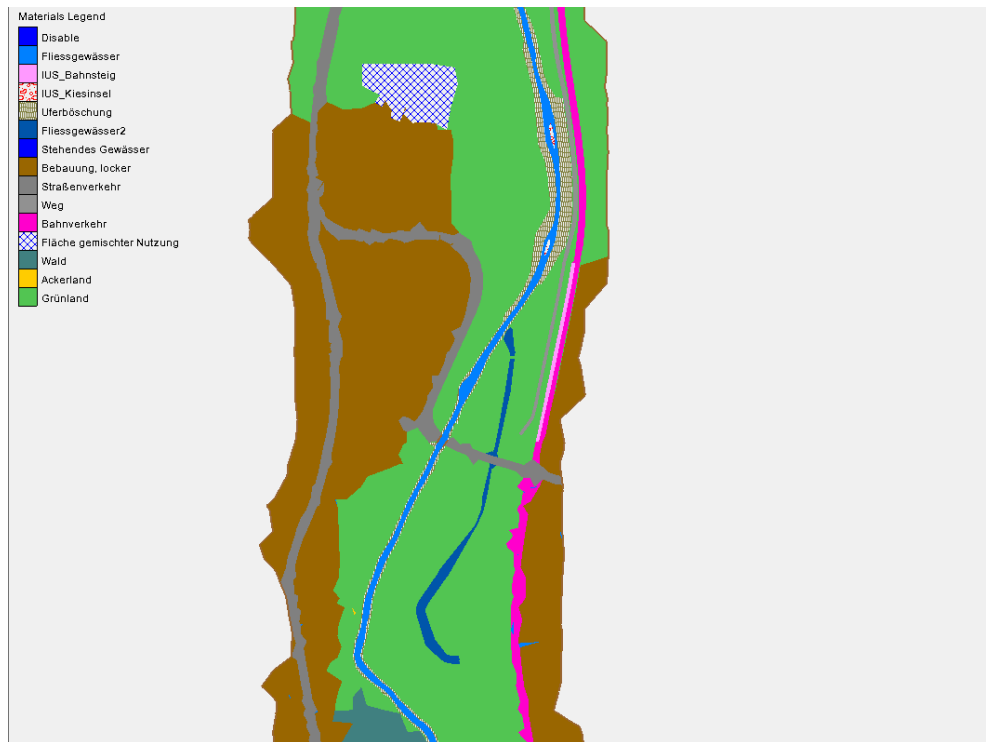 Materials Legend
Disable
Fliessgewässer
IUS_Bahnsteig
IUS_Kiesinsel
Uferböschung
Fliessgewässer2
Stehendes Gewässer
Bebauung, locker
Straßenverkehr
Weg
Bahnverkehr
Fläche gemischter Nutzung
Wald
Ackerland
Grünland